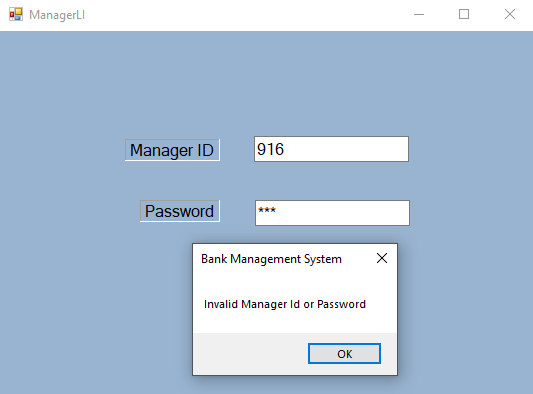 ManagerLI
Manager ID
916
Password
***
Bank Management System
Invalid Manager Id or Password
OK